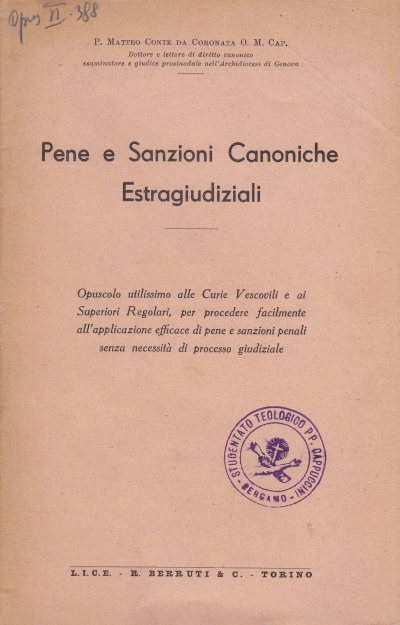 Opus II. 388
P. MATTEO CONTE DA CORONATA O. M. CAP.
Dottore e lettore di diritto canonico
esaminatore e giudice prosinodale nell'Archidiocesi di Genova
Pene e Sanzioni Canoniche
Estragiudiziali
Opuscolo utilissimo alle Curie Vescovili e ai
Superiori Regolari, per procedere facilmente
all'applicazione efficace di pene e sanzioni penali
senza necessità di processo giudiziale
STUDENTATO TEOLOGICO PP. CAPPUCCINI
- BERGAMO -
L.I.C.E. - R. BERRUTI & C. - TORINO